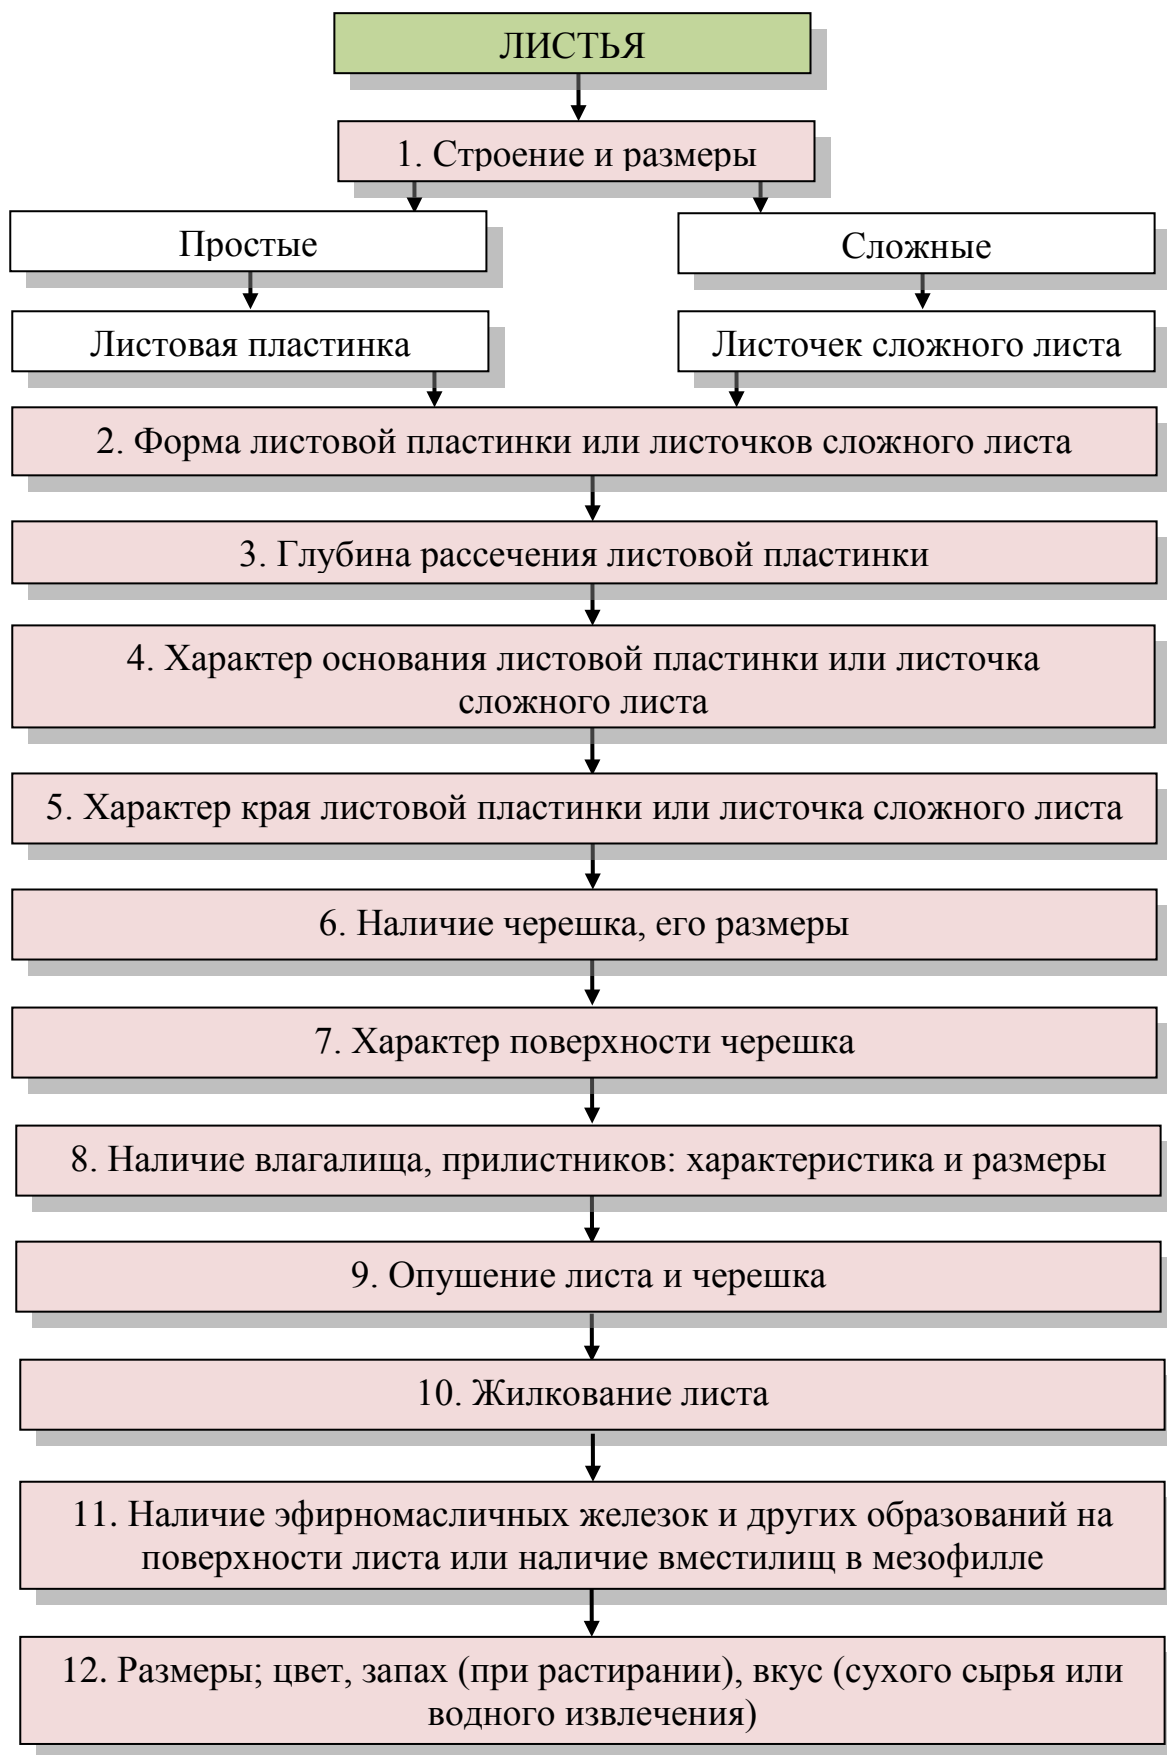 ЛИСТЬЯ
1. Строение и размеры
Простые
Сложные
Листовая пластинка
Листочек сложного листа
2. Форма листовой пластинки или листочков сложного листа
3. Глубина рассечения листовой пластинки
4. Характер основания листовой пластинки или листочка
сложного листа
5. Характер края листовой пластинки или листочка сложного листа
6. Наличие черешка, его размеры
7. Характер поверхности черешка
8. Наличие влагалища, прилистников: характеристика и размеры
9. Опушение листа и черешка
10. Жилкование листа
11. Наличие эфирномасличных железок и других образований на
поверхности листа или наличие вместилищ в мезофилле
12. Размеры; цвет, запах (при растирании), вкус (сухого сырья или
водного извлечения)